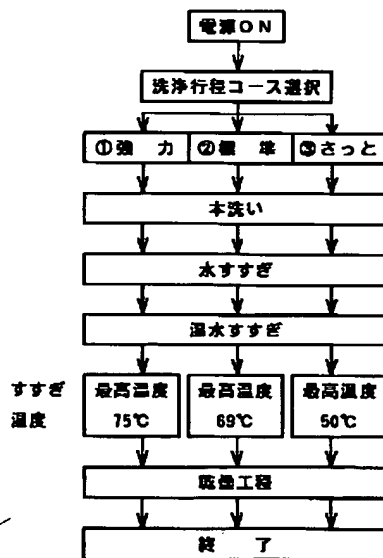 電源ON
洗浄行程コース選択
①強 力 ②標 準 ③さっと
本洗い
水すすぎ
温水すすぎ
すすぎ温度
最高温度 75℃
最高温度 69℃
最高温度 50℃
乾燥工程
終 了